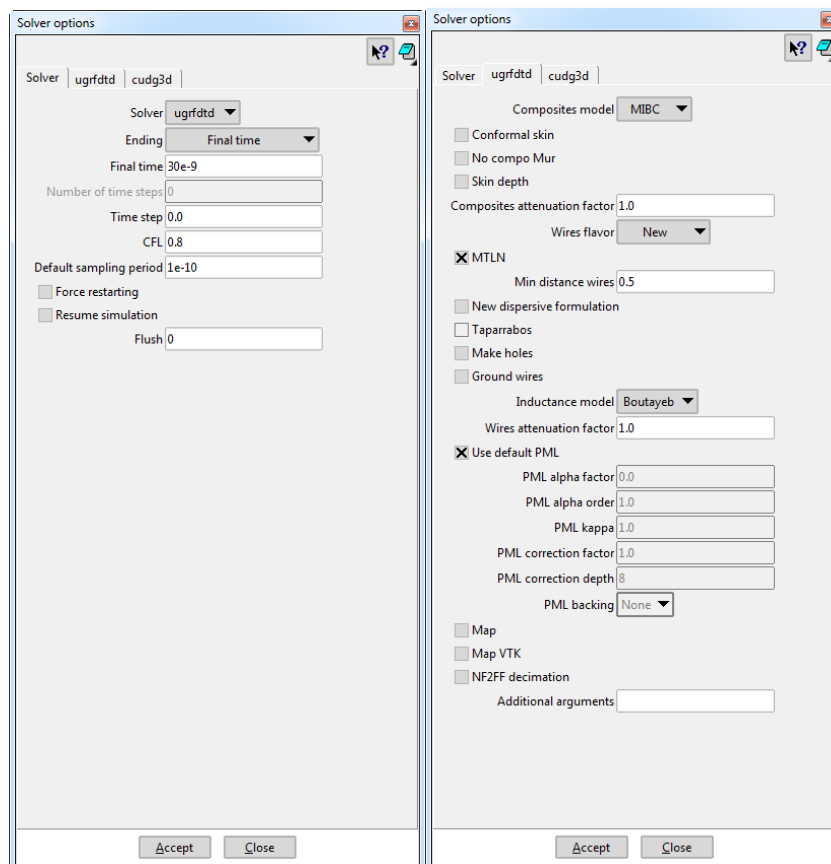 Solver options
Solver ugrfdtd cudg3d
Solver ugrfdtd
Ending Final time
Final time 30e-9
Number of time steps 0
Time step 0.0
CFL 0.8
Default sampling period 1e-10
Force restarting
Resume simulation
Flush 0
Accept Close
Solver options
Solver ugrfdtd cudg3d
Composites model MIBC
Conformal skin
No compo Mur
Skin depth
Composites attenuation factor 1.0
Wires flavor New
MTLN
Min distance wires 0.5
New dispersive formulation
Taparrabos
Make holes
Ground wires
Inductance model Boutayeb
Wires attenuation factor 1.0
Use default PML
PML alpha factor 0.0
PML alpha order 1.0
PML kappa 1.0
PML correction factor 1.0
PML correction depth 8
PML backing None
Map
Map VTK
NF2FF decimation
Additional arguments
Accept Close